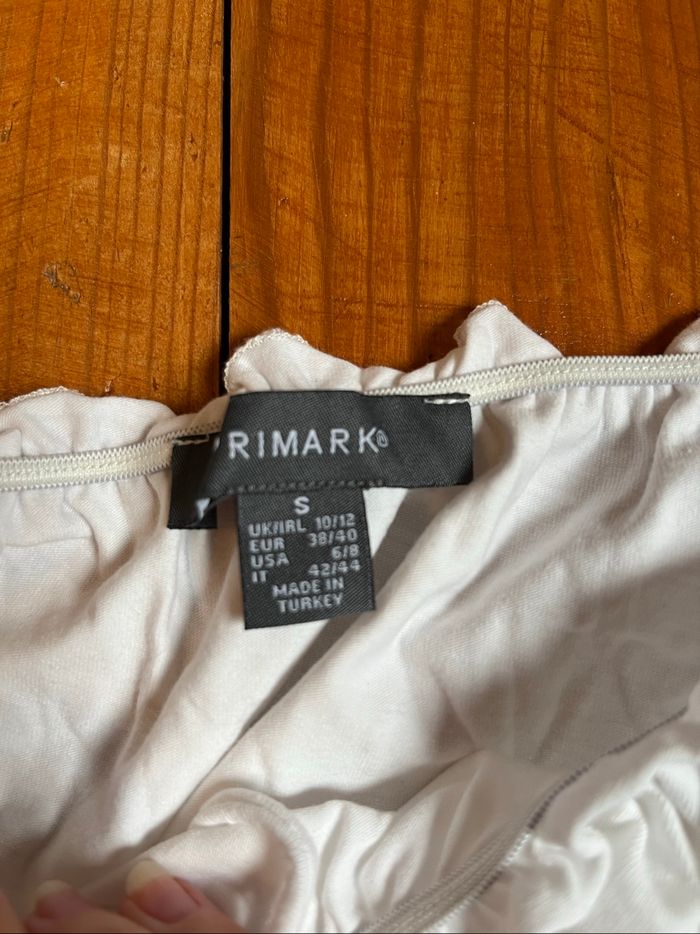 PRIMARK®
S
UK/IRL 10/12
EUR 38/40
USA 6/8
IT 42/44
MADE IN
TURKEY